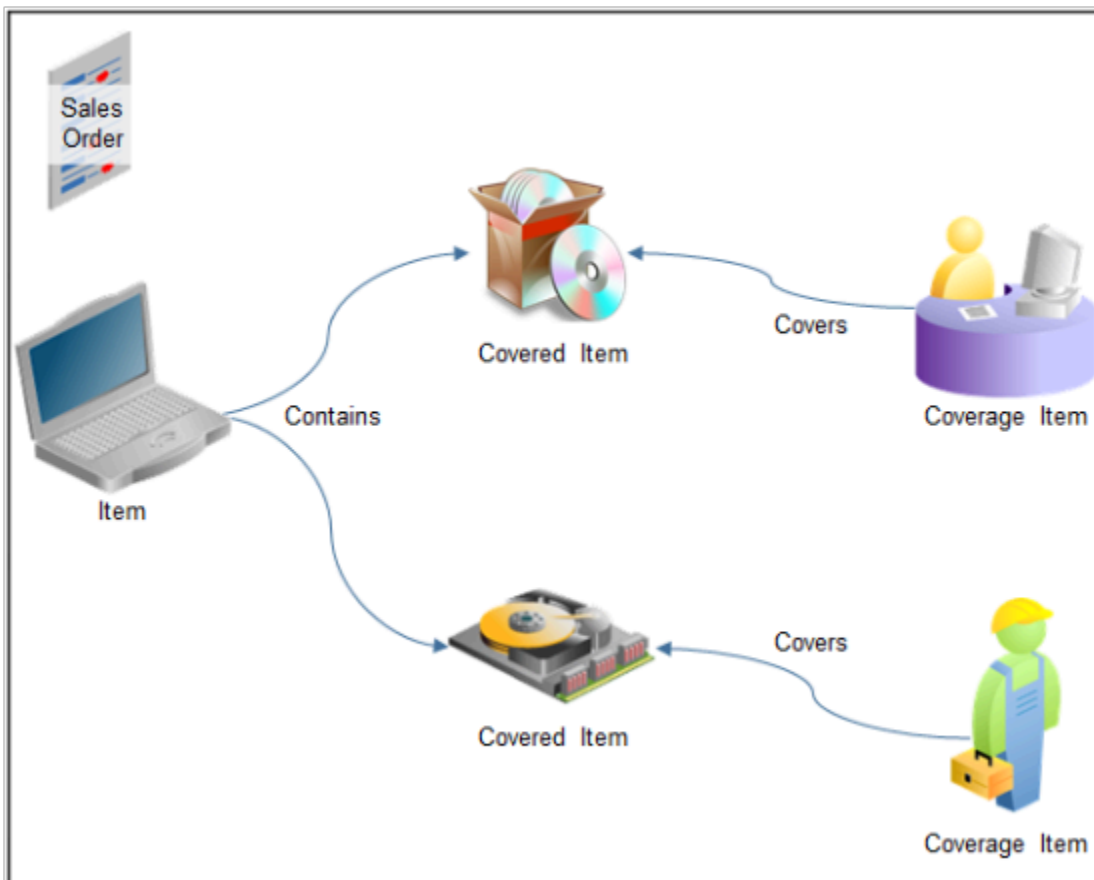 Sales
Order
Covered Item
Covers
Coverage Item
Contains
Item
Covers
Covered Item
Coverage Item